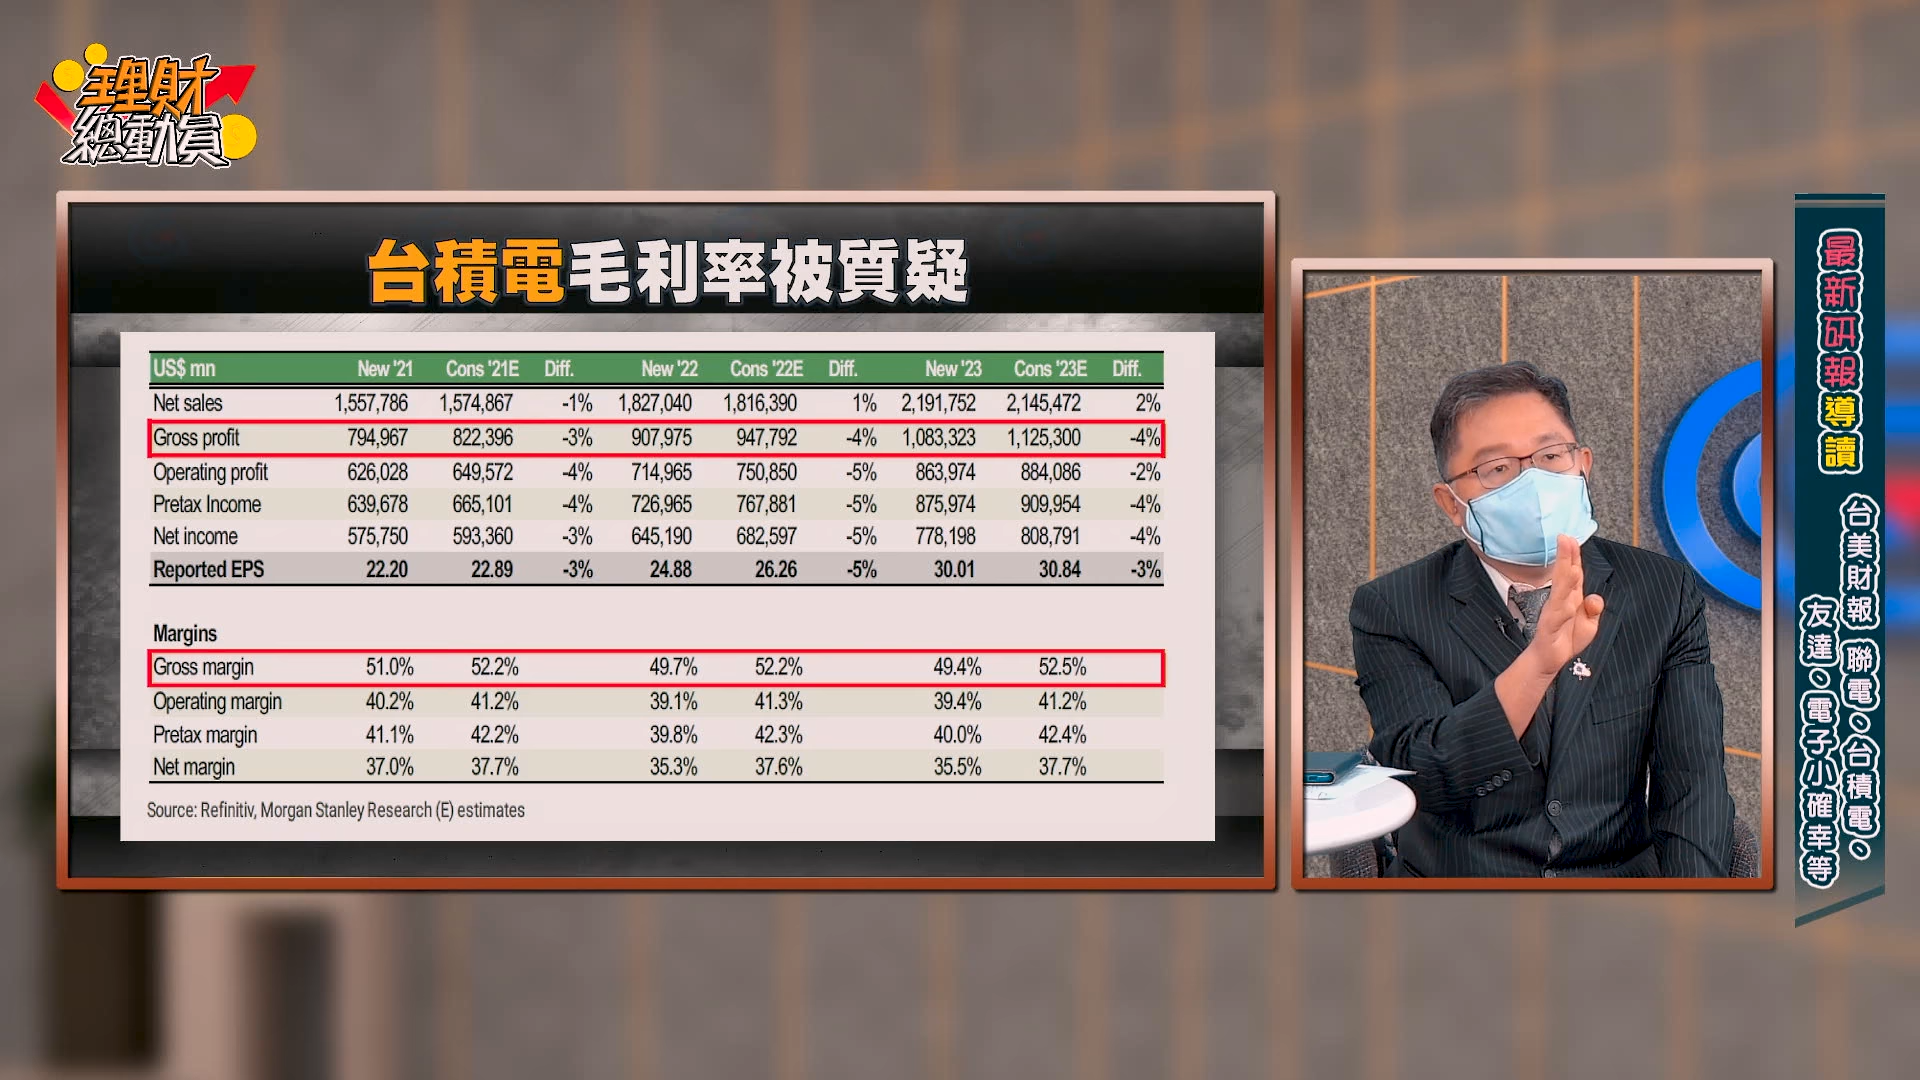 理財
總動員
台積電毛利率被質疑
US$ mn New '21 Cons '21E Diff. New '22 Cons '22E Diff. New '23 Cons '23E Diff.
Net sales 1,557,786 1,574,867 -1% 1,827,040 1,816,390 1% 2,191,752 2,145,472 2%
Gross profit 794,967 822,396 -3% 907,975 947,792 -4% 1,083,323 1,125,300 -4%
Operating profit 626,028 649,572 -4% 714,965 750,850 -5% 863,974 884,086 -2%
Pretax Income 639,678 665,101 -4% 726,965 767,881 -5% 875,974 909,954 -4%
Net income 575,750 593,360 -3% 645,190 682,597 -5% 778,198 808,791 -4%
Reported EPS 22.20 22.89 -3% 24.88 26.26 -5% 30.01 30.84 -3%
Margins
Gross margin 51.0% 52.2% 49.7% 52.2% 49.4% 52.5%
Operating margin 40.2% 41.2% 39.1% 41.3% 39.4% 41.2%
Pretax margin 41.1% 42.2% 39.8% 42.3% 40.0% 42.4%
Net margin 37.0% 37.7% 35.3% 37.6% 35.5% 37.7%
Source: Refinitiv, Morgan Stanley Research (E) estimates
最新研報導讀
台美財報 聯電。台積電。
友達。電子小確幸等